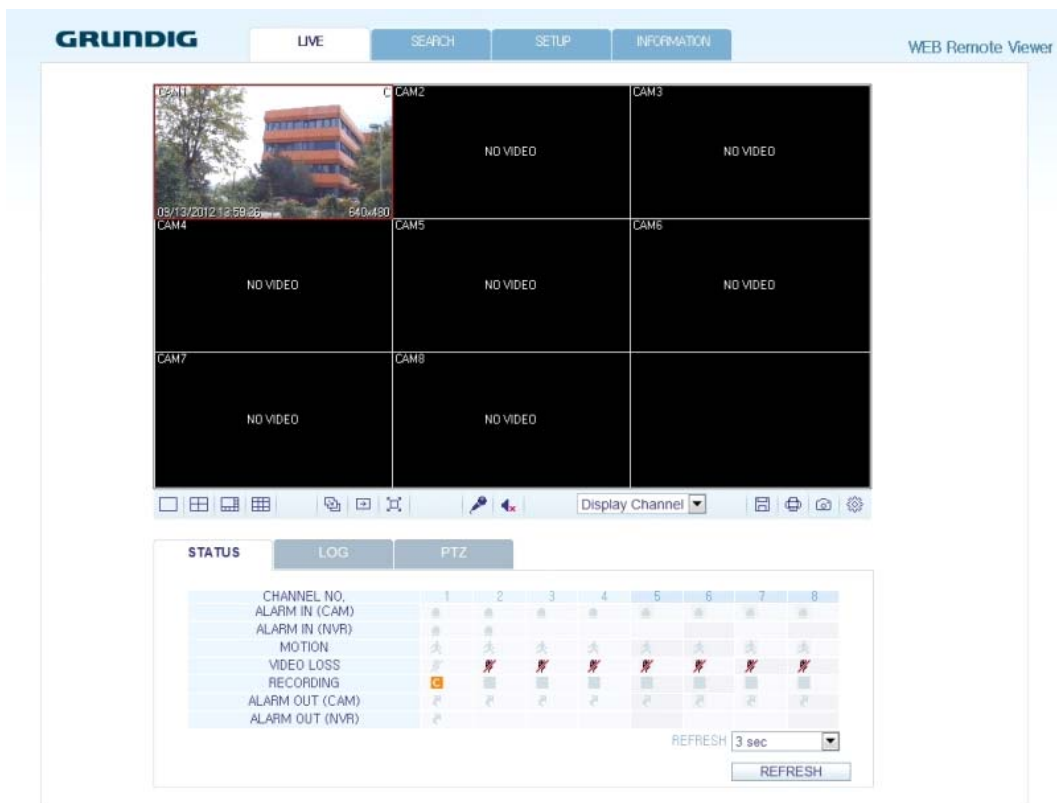 GRUNDIG
LIVE
SEARCH
SETUP
INFORMATION
WEB Remote Viewer
CAM1
C
09/13/2012 13:59:26
640x480
CAM2
NO VIDEO
CAM3
NO VIDEO
CAM4
NO VIDEO
CAM5
NO VIDEO
CAM6
NO VIDEO
CAM7
NO VIDEO
CAM8
NO VIDEO
Display Channel
STATUS
LOG
PTZ
CHANNEL NO. 1 2 3 4 5 6 7 8
ALARM IN (CAM)
ALARM IN (NVR)
MOTION
VIDEO LOSS
RECORDING C
ALARM OUT (CAM)
ALARM OUT (NVR)
REFRESH 3 sec
REFRESH